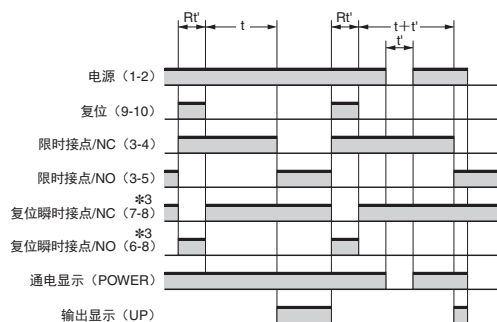 Rt' t Rt' t+t'
t'
电源（1-2）
复位（9-10）
限时接点/NC（3-4）
限时接点/NO（3-5）
*3
复位瞬时接点/NC（7-8）
*3
复位瞬时接点/NO（6-8）
通电显示（POWER）
输出显示（UP）